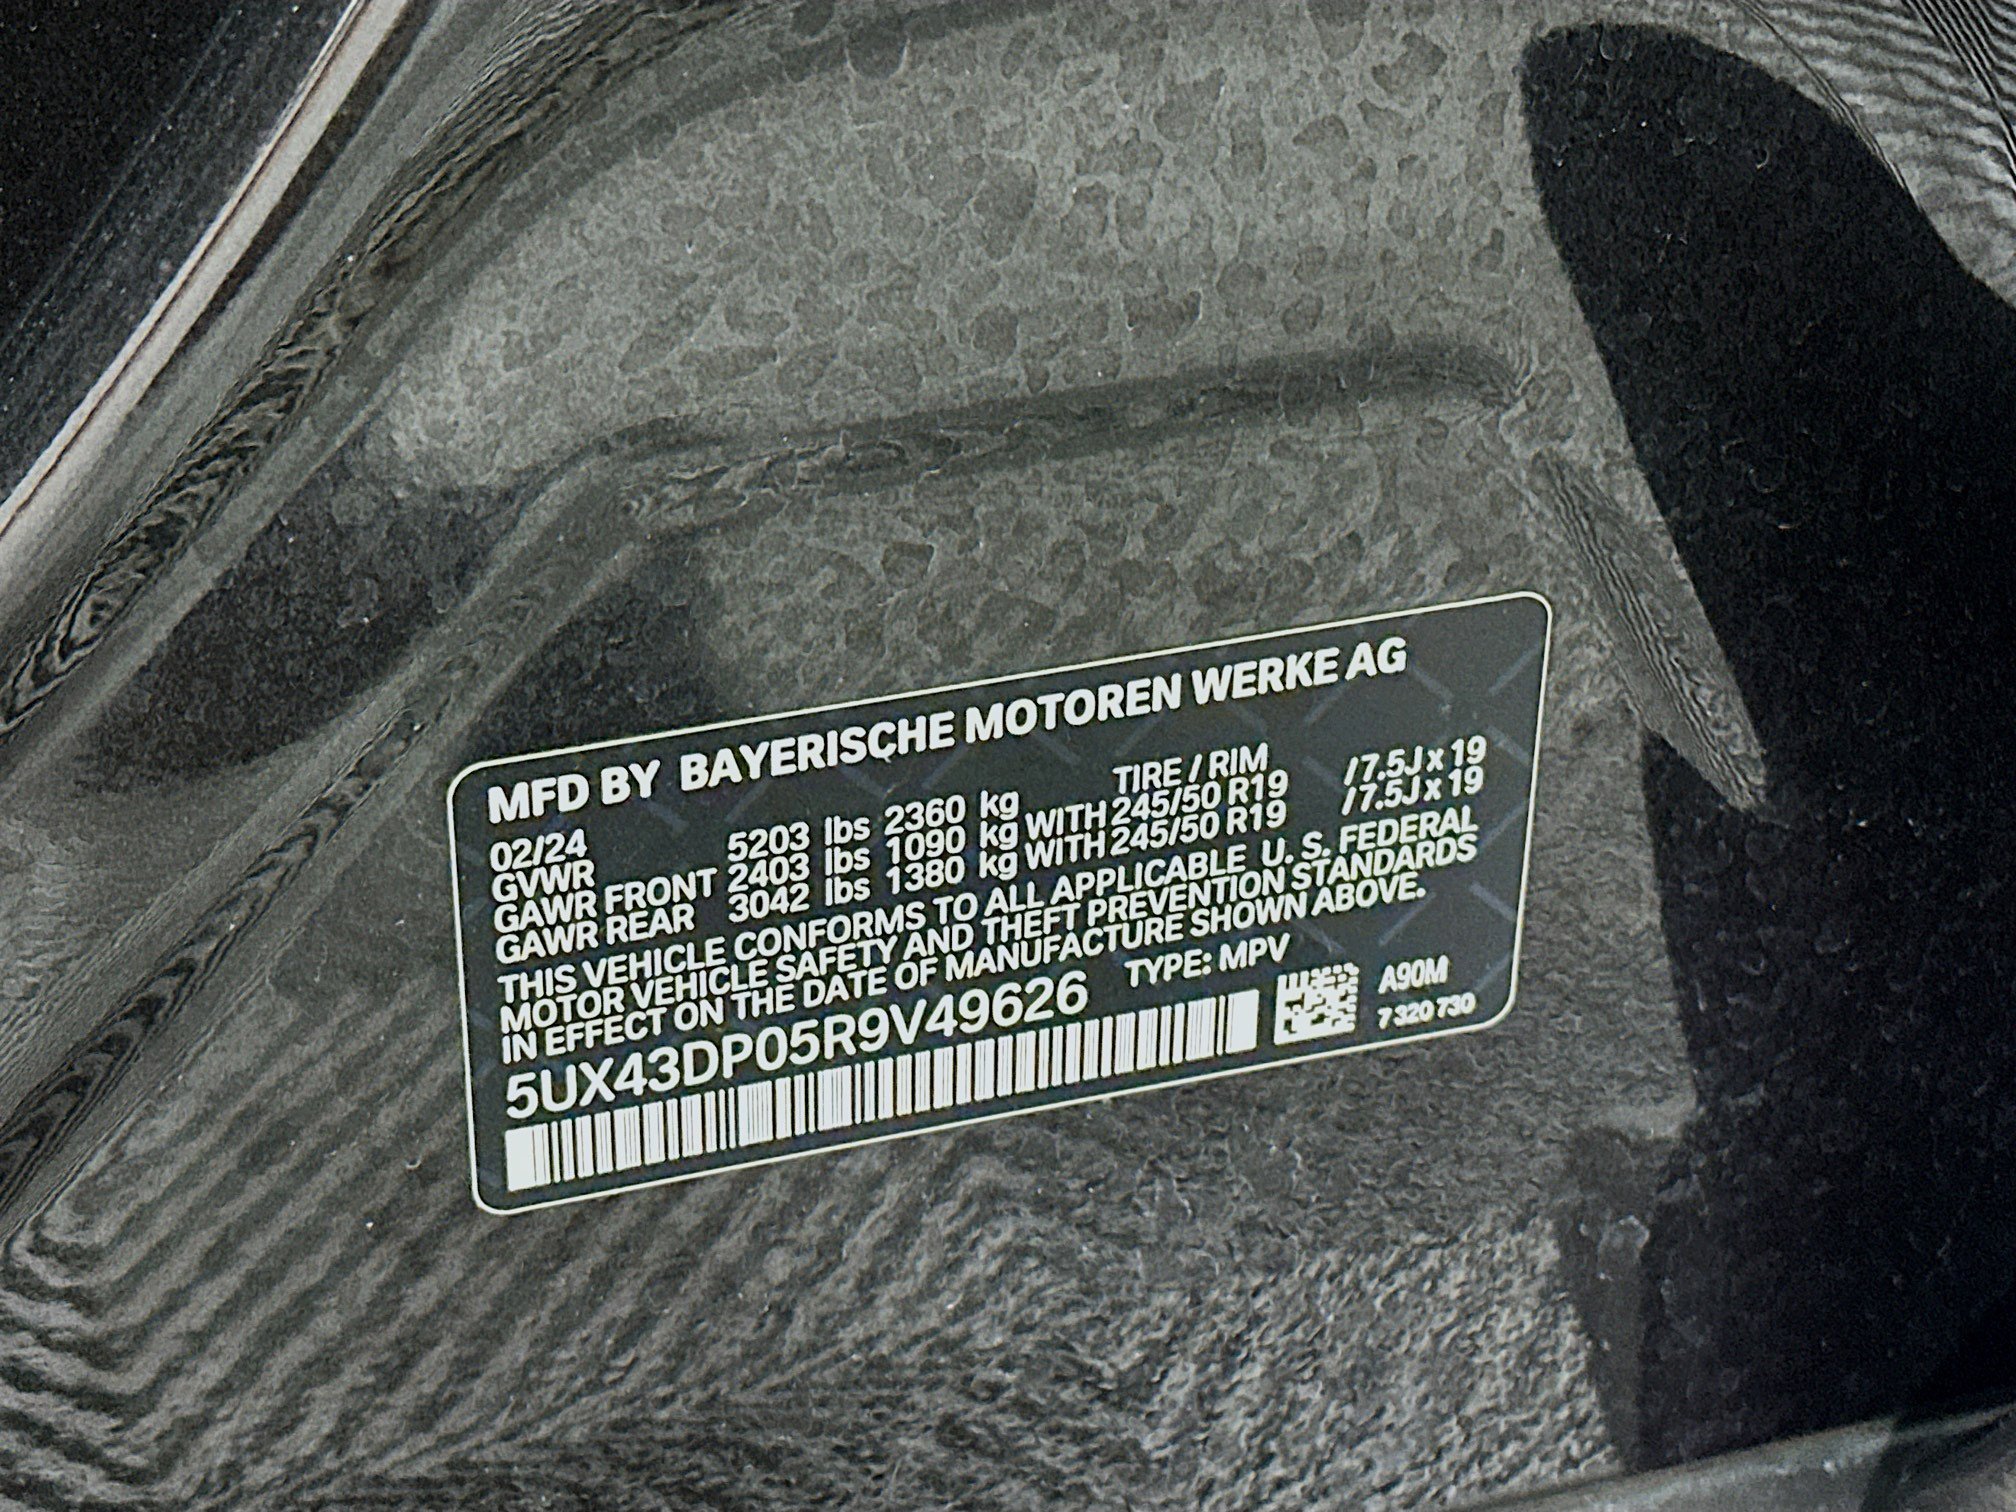 MFD BY BAYERISCHE MOTOREN WERKE AG
02/24 TIRE / RIM
GVWR 5203 lbs 2360 kg
GAWR FRONT 2403 lbs 1090 kg WITH 245/50 R19 /7.5J x 19
GAWR REAR 3042 lbs 1380 kg WITH 245/50 R19 /7.5J x 19
THIS VEHICLE CONFORMS TO ALL APPLICABLE U. S. FEDERAL
MOTOR VEHICLE SAFETY AND THEFT PREVENTION STANDARDS
IN EFFECT ON THE DATE OF MANUFACTURE SHOWN ABOVE.
5UX43DP05R9V49626 TYPE: MPV
A90M
7 320 730